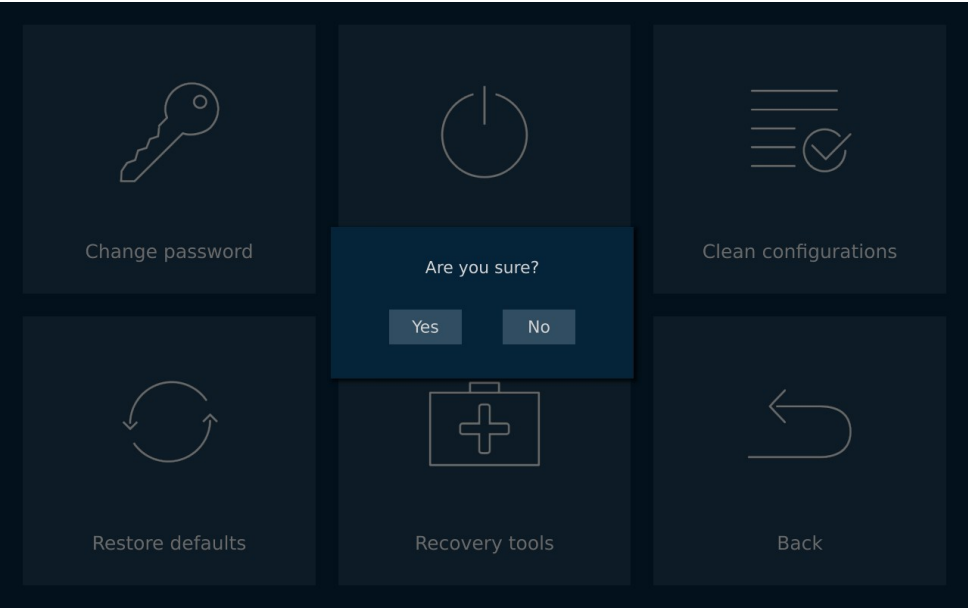 Change password
Clean configurations
Are you sure?
Yes
No
Restore defaults
Recovery tools
Back